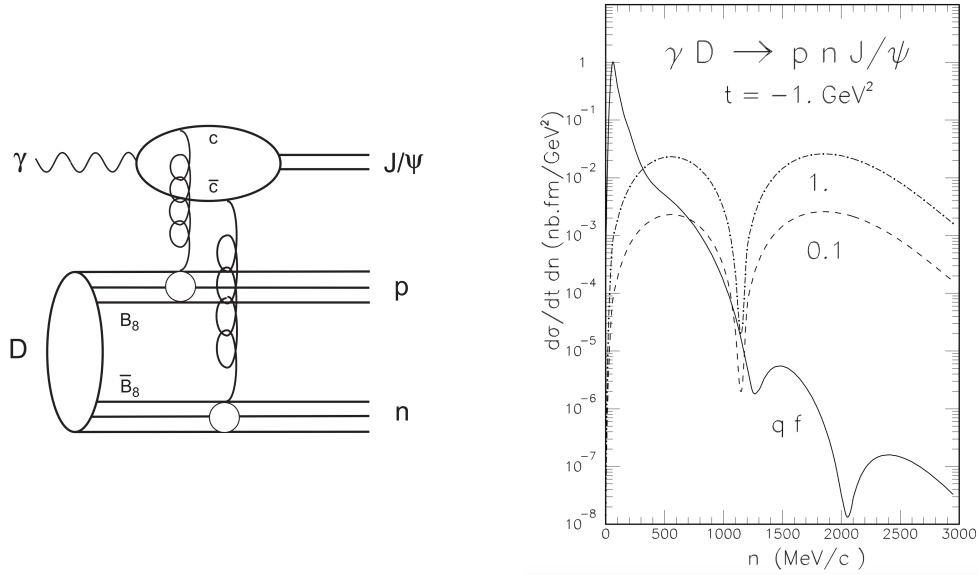 γ
c
c̅
J/ψ
D
B₈
B̅₈
p
n
γ D → p n J/ψ
t = −1. GeV²
dσ/dt dn (nb.fm/GeV²)
1
10⁻¹
10⁻²
10⁻³
10⁻⁴
10⁻⁵
10⁻⁶
10⁻⁷
10⁻⁸
1.
0.1
q f
0 500 1000 1500 2000 2500 3000
n (MeV/c)